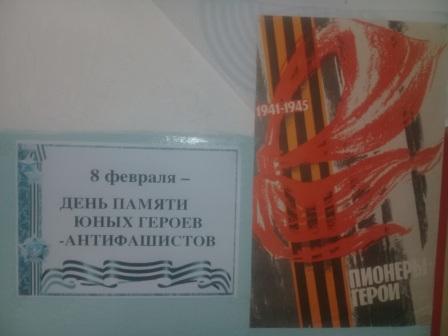 8 февраля –
ДЕНЬ ПАМЯТИ
ЮНЫХ ГЕРОЕВ
-АНТИФАШИСТОВ
1941-1945
ПИОНЕРЫ
ГЕРОИ